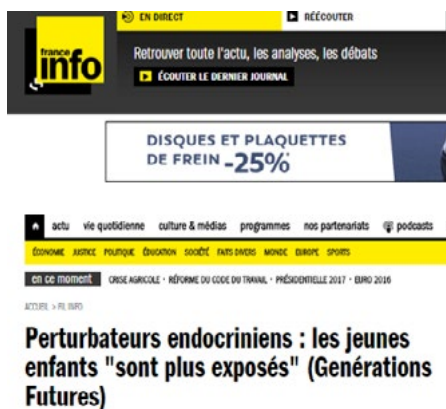 EN DIRECT
RÉÉCOUTER
france
info
Retrouver toute l'actu, les analyses, les débats
ÉCOUTER LE DERNIER JOURNAL
DISQUES ET PLAQUETTES
DE FREIN -25%
actu vie quotidienne culture & médias programmes nos partenariats podcasts
ÉCONOMIE JUSTICE POLITIQUE ÉDUCATION SOCIÉTÉ FAITS DIVERS MONDE EUROPE SPORTS
en ce moment CRISE AGRICOLE · RÉFORME DU CODE DU TRAVAIL · PRÉSIDENTIELLE 2017 · EURO 2016
ACCUEIL > FIL INFO
Perturbateurs endocriniens : les jeunes
enfants "sont plus exposés" (Genérations
Futures)